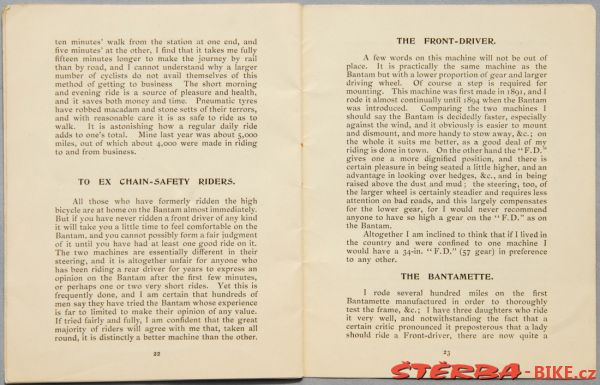 ten minutes' walk from the station at one end, and
five minutes' at the other, I find that it takes me fully
fifteen minutes longer to make the journey by rail
than by road, and I cannot understand why a larger
number of cyclists do not avail themselves of this
method of getting to business The short morning
and evening ride is a source of pleasure and health,
and it saves both money and time. Pneumatic tyres
have robbed macadam and stone setts of their terrors,
and with reasonable care it is as safe to ride as to
walk. It is astonishing how a regular daily ride
adds to one's total. Mine last year was about 5,000
miles, out of which about 4,000 were made in riding
to and from business.
TO EX CHAIN-SAFETY RIDERS.
All those who have formerly ridden the high
bicycle are at home on the Bantam almost immediately.
But if you have never ridden a front driver of any kind
it will take you a little time to feel comfortable on the
Bantam, and you cannot possibly form a fair judgment
of it until you have had at least one good ride on it.
The two machines are essentially different in their
steering, and it is altogether unfair for anyone who
has been riding a rear driver for years to express an
opinion on the Bantam after the first few minutes,
or perhaps one or two very short rides. Yet this is
frequently done, and I am certain that hundreds of
men say they have tried the Bantam whose experience
is far to limited to make their opinion of any value.
If tried fairly and fully, I am confident that the great
majority of riders will agree with me that, taken all
round, it is distinctly a better machine than the other.
22
THE FRONT-DRIVER.
A few words on this machine will not be out of
place. It is practically the same machine as the
Bantam but with a lower proportion of gear and larger
driving wheel. Of course a step is required for
mounting. This machine was first made in 1891, and I
rode it almost continually until 1894 when the Bantam
was introduced. Comparing the two machines I
should say the Bantam is decidedly faster, especially
against the wind, and it obviously is easier to mount
and dismount, and more handy to stow away, &c.; on
the whole it suits me better, as a good deal of my
riding is done in town. On the other hand the "F.D."
gives one a more dignified position, and there is
certain pleasure in being seated a little higher, and an
advantage in looking over hedges, &c., and in being
raised above the dust and mud; the steering, too, of
the larger wheel is certainly steadier and requires less
attention on bad roads, and this largely compensates
for the lower gear, for I would never recommend
anyone to have so high a gear on the "F.D." as on
the Bantam.
Altogether I am inclined to think that if I lived in
the country and were confined to one machine I
would have a 34-in. "F.D." (57 gear) in preference
to any other.
THE BANTAMETTE.
I rode several hundred miles on the first
Bantamette manufactured in order to thoroughly
test the frame, &c.; I have three daughters who ride
it very well, and notwithstanding the fact that a
certain critic pronounced it preposterous that a lady
should ride a Front-driver, there are now quite a
23
ŠTĚRBA-BIKE.cz